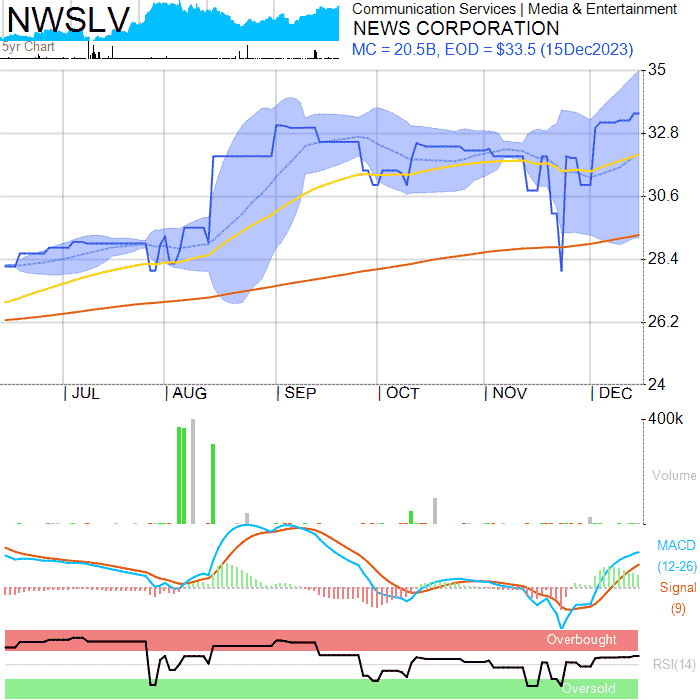 NWSLV
5yr Chart
Communication Services | Media & Entertainment
NEWS CORPORATION
MC = 20.5B, EOD = $33.5 (15Dec2023)
35
32.8
30.6
28.4
26.2
24
| JUL | AUG | SEP | OCT | NOV | DEC
400k
Volume
MACD
(12-26)
Signal
(9)
Overbought
RSI(14)
Oversold